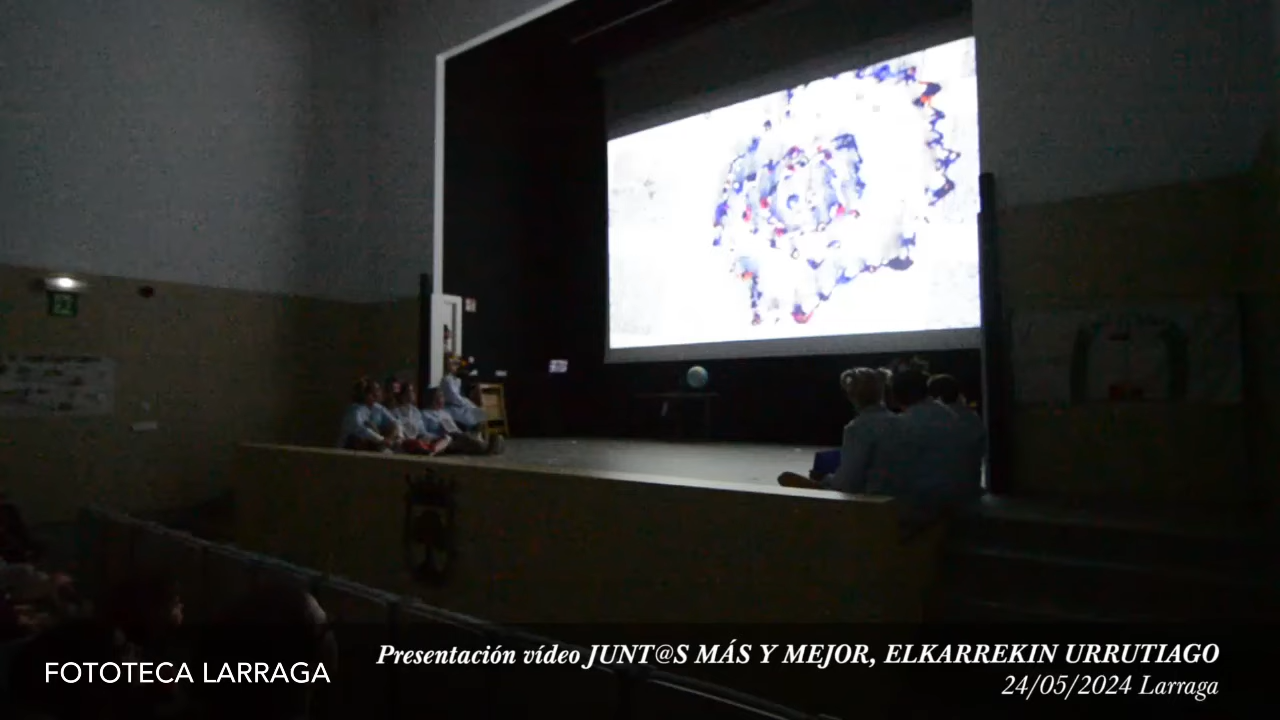 Presentación vídeo JUNT@S MÁS Y MEJOR, ELKARREKIN URRUTIAGO
FOTOTECA LARRAGA
24/05/2024 Larraga